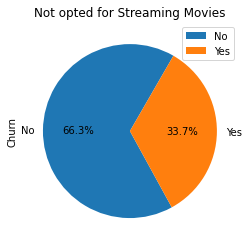 Not opted for Streaming Movies
No
Yes
Churn
No
66.3%
33.7%
Yes